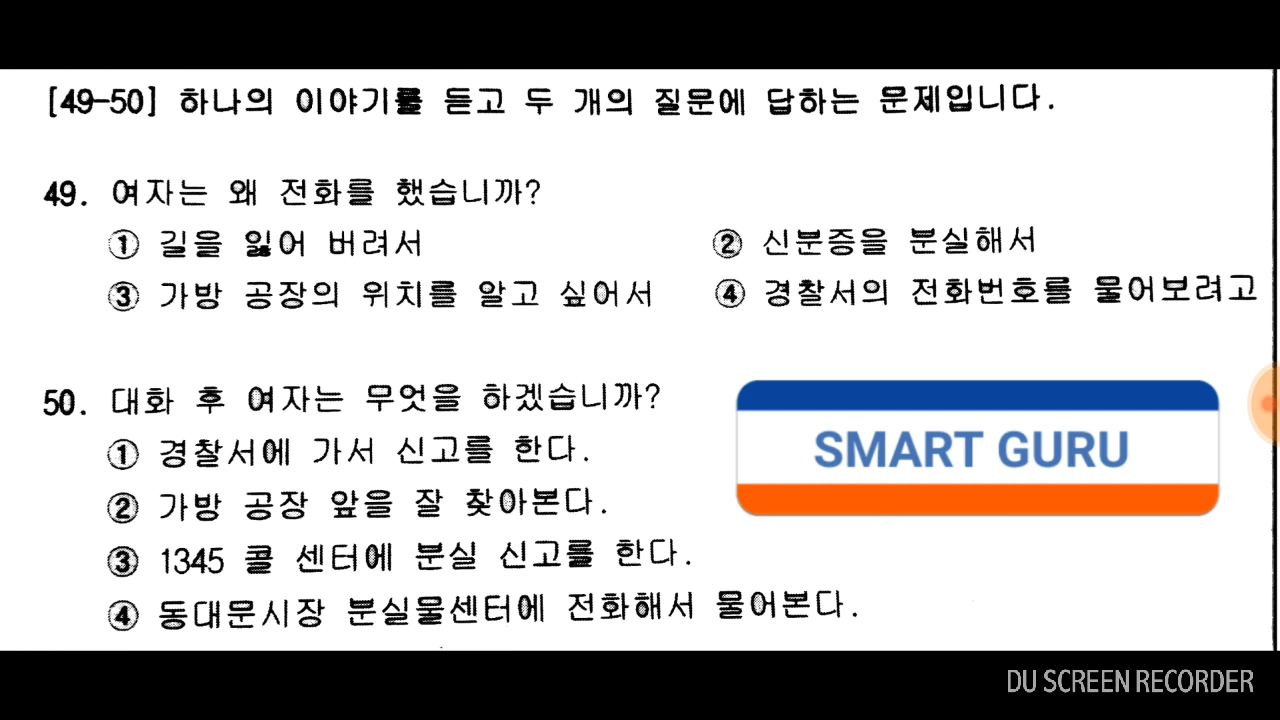 [49-50] 하나의 이야기를 듣고 두 개의 질문에 답하는 문제입니다.
49. 여자는 왜 전화를 했습니까?
① 길을 잃어 버려서 ② 신분증을 분실해서
③ 가방 공장의 위치를 알고 싶어서 ④ 경찰서의 전화번호를 물어보려고
50. 대화 후 여자는 무엇을 하겠습니까?
① 경찰서에 가서 신고를 한다.
② 가방 공장 앞을 잘 찾아본다.
SMART GURU
③ 1345 콜 센터에 분실 신고를 한다.
④ 동대문시장 분실물센터에 전화해서 물어본다.
DU SCREEN RECORDER